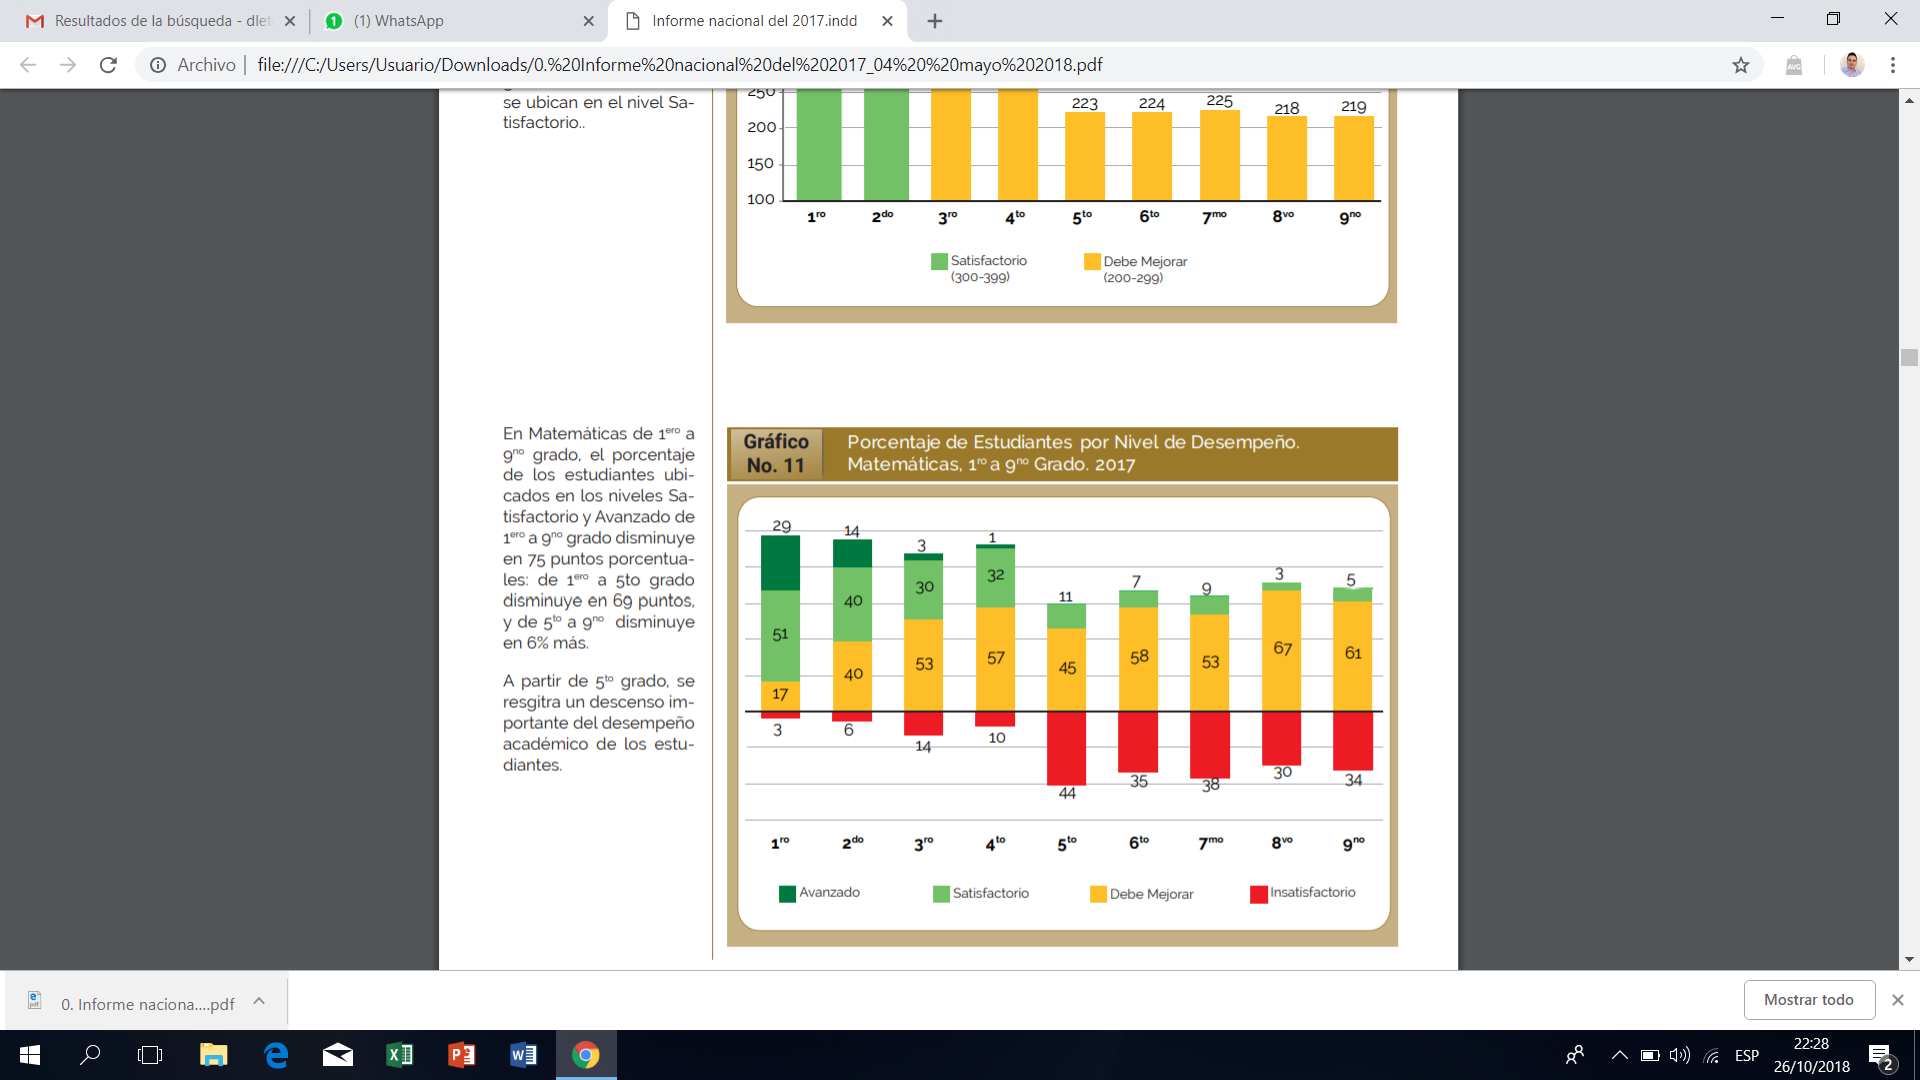 Resultados de la búsqueda - dlet
(1) WhatsApp
Informe nacional del 2017.indd
Archivo
file:///C:/Users/Usuario/Downloads/0.%20Informe%20nacional%20del%202017_04%20%20mayo%202018.pdf
se ubican en el nivel Sa-
tisfactorio..
250
200
150
100
223 224 225 218 219
1ro 2do 3ro 4to 5to 6to 7mo 8vo 9no
Satisfactorio
(300-399)
Debe Mejorar
(200-299)
En Matemáticas de 1ero a
9no grado, el porcentaje
de los estudiantes ubi-
cados en los niveles Sa-
tisfactorio y Avanzado de
1ero a 9no grado disminuye
en 75 puntos porcentua-
les: de 1ero a 5to grado
disminuye en 69 puntos,
y de 5to a 9no disminuye
en 6% más.
A partir de 5to grado, se
resgitra un descenso im-
portante del desempeño
académico de los estu-
diantes.
Gráfico
No. 11
Porcentaje de Estudiantes por Nivel de Desempeño.
Matemáticas, 1ro a 9no Grado. 2017
29 14 3 1
51 40 30 32 11 7 9 3 5
17 40 53 57 45 58 53 67 61
3 6 14 10 44 35 38 30 34
1ro 2do 3ro 4to 5to 6to 7mo 8vo 9no
Avanzado Satisfactorio Debe Mejorar Insatisfactorio
0. Informe naciona....pdf
Mostrar todo
ESP
22:28
26/10/2018
2